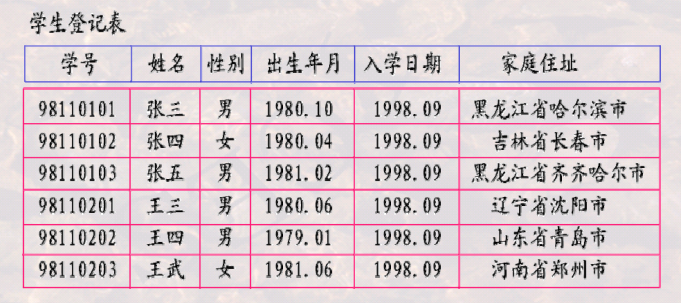 学生登记表
学号 姓名 性别 出生年月 入学日期 家庭住址
98110101 张三 男 1980.10 1998.09 黑龙江省哈尔滨市
98110102 张四 女 1980.04 1998.09 吉林省长春市
98110103 张五 男 1981.02 1998.09 黑龙江省齐齐哈尔市
98110201 王三 男 1980.06 1998.09 辽宁省沈阳市
98110202 王四 男 1979.01 1998.09 山东省青岛市
98110203 王武 女 1981.06 1998.09 河南省郑州市